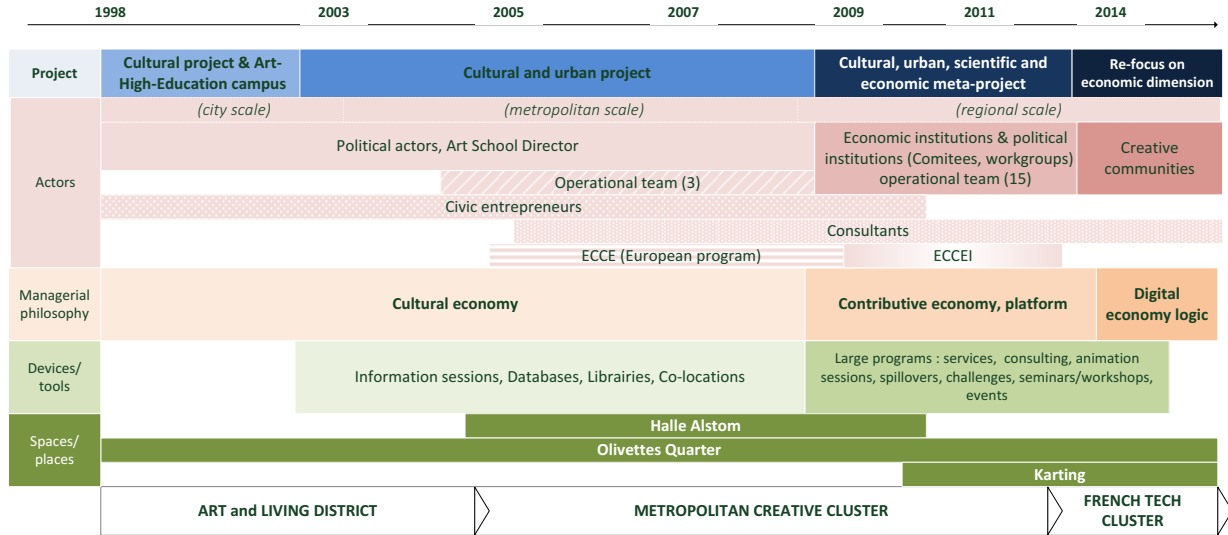 1998 2003 2005 2007 2009 2011 2014
Project
Cultural project & Art-
High-Education campus
Cultural and urban project
Cultural, urban, scientific and
economic meta-project
Re-focus on
economic dimension
Actors
(city scale) (metropolitan scale) (regional scale)
Political actors, Art School Director
Economic institutions & political
institutions (Comitees, workgroups)
operational team (15)
Creative
communities
Operational team (3)
Civic entrepreneurs
Consultants
ECCE (European program) ECCEI
Managerial
philosophy
Cultural economy
Contributive economy, platform
Digital
economy logic
Devices/
tools
Information sessions, Databases, Librairies, Co-locations
Large programs : services, consulting, animation
sessions, spillovers, challenges, seminars/workshops,
events
Spaces/
places
Halle Alstom
Olivettes Quarter
Karting
ART and LIVING DISTRICT
METROPOLITAN CREATIVE CLUSTER
FRENCH TECH
CLUSTER